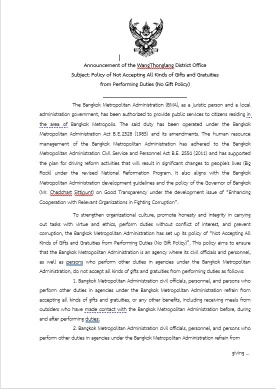 Announcement of the WangThonglang District Office
Subject: Policy of Not Accepting All Kinds of Gifts and Gratuities
from Performing Duties (No Gift Policy)
The Bangkok Metropolitan Administration (BMA), as a juristic person and a local
administration government, has been authorized to provide public services to citizens residing in
the area of Bangkok Metropolis. The said duty has been operated under the Bangkok
Metropolitan Administration Act B.E.2528 (1985) and its amendments. The human resource
management of the Bangkok Metropolitan Administration has adhered to the Bangkok
Metropolitan Administration Civil Service and Personnel Act B.E. 2554 (2011) and has supported
the plan for driving reform activities that will result in significant changes to people's lives (Big
Rock) under the revised National Reformation Program. It also aligns with the Bangkok
Metropolitan Administration development guidelines and the policy of the Governor of Bangkok
(Mr. Chadchart Sittipunt) on Good Transparency under the development issue of "Enhancing
Cooperation with Relevant Organizations in Fighting Corruption".
To strengthen organizational culture, promote honesty and integrity in carrying
out tasks with virtue and ethics, perform duties without conflict of interest, and prevent
corruption, the Bangkok Metropolitan Administration has set up its policy of "Not Accepting All
Kinds of Gifts and Gratuities from Performing Duties (No Gift Policy)". This policy aims to ensure
that the Bangkok Metropolitan Administration is an agency where its civil officials and personnel,
as well as persons who perform other duties in agencies under the Bangkok Metropolitan
Administration, do not accept all kinds of gifts and gratuities from performing duties as follows:
1. Bangkok Metropolitan Administration civil officials, personnel, and persons who
perform other duties in agencies under the Bangkok Metropolitan Administration refrain from
accepting all kinds of gifts and gratuities, or any other benefits, including receiving meals from
outsiders who have made contact with the Bangkok Metropolitan Administration before, during
and after performing duties.
2. Bangkok Metropolitan Administration civil officials, personnel, and persons who
perform other duties in agencies under the Bangkok Metropolitan Administration refrain from
giving ...